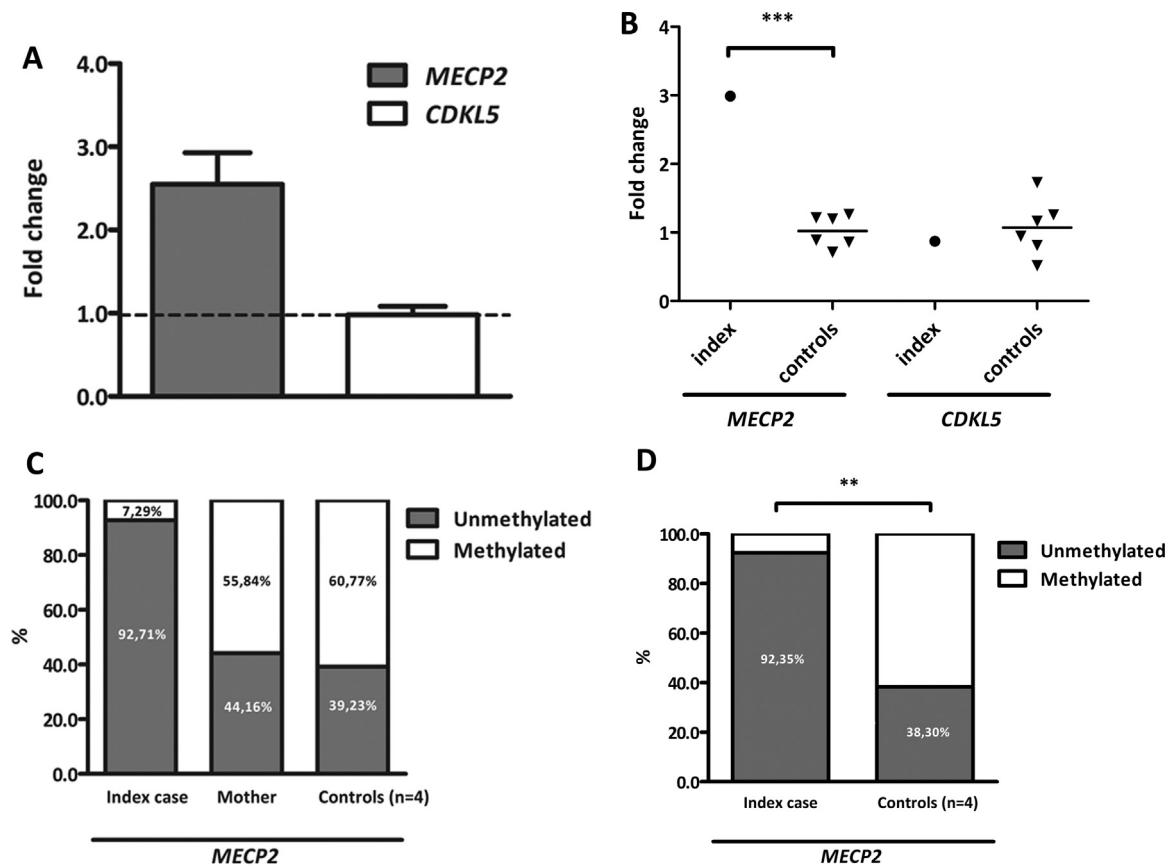 A
4.0
3.0
2.0
1.0
0.0
Fold change
MECP2
CDKL5
B
***
4
3
2
1
0
Fold change
index
controls
index
controls
MECP2
CDKL5
C
100.0
80.0
60.0
40.0
20.0
0.0
%
7,29%
92,71%
55,84%
44,16%
60,77%
39,23%
Unmethylated
Methylated
Index case
Mother
Controls (n=4)
MECP2
D
**
100.0
80.0
60.0
40.0
20.0
0.0
%
92,35%
38,30%
Unmethylated
Methylated
Index case
Controls (n=4)
MECP2